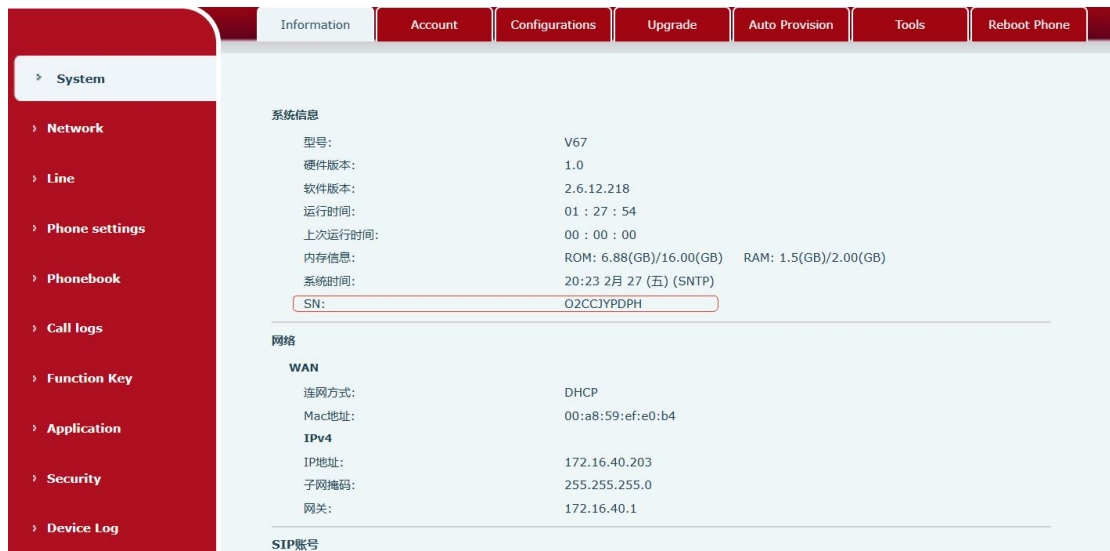 Information Account Configurations Upgrade Auto Provision Tools Reboot Phone
System
Network
Line
Phone settings
Phonebook
Call logs
Function Key
Application
Security
Device Log
系统信息
型号: V67
硬件版本: 1.0
软件版本: 2.6.12.218
运行时间: 01 : 27 : 54
上次运行时间: 00 : 00 : 00
内存信息: ROM: 6.88(GB)/16.00(GB) RAM: 1.5(GB)/2.00(GB)
系统时间: 20:23 2月 27 (五) (SNTP)
SN: O2CCJYPDPH
网络
WAN
连网方式: DHCP
Mac地址: 00:a8:59:ef:e0:b4
IPv4
IP地址: 172.16.40.203
子网掩码: 255.255.255.0
网关: 172.16.40.1
SIP账号